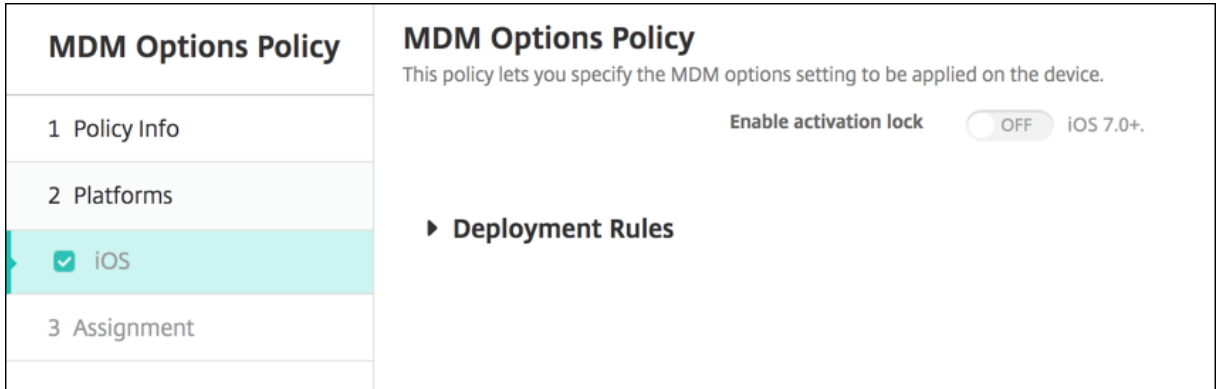 MDM Options Policy
1 Policy Info
2 Platforms
iOS
3 Assignment
MDM Options Policy
This policy lets you specify the MDM options setting to be applied on the device.
Enable activation lock OFF iOS 7.0+.
Deployment Rules